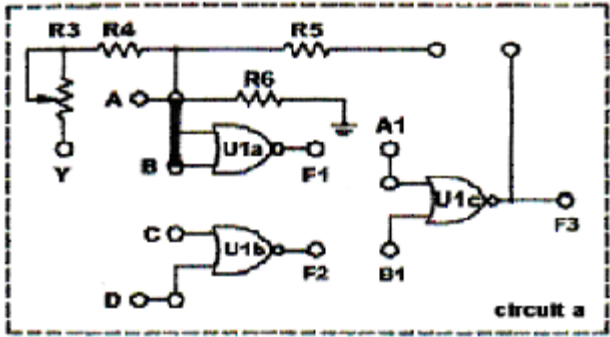 R3 R4 R5
A R6
A1
Y B U1a F1
U1c F3
C U1b F2 B1
D
circuit a